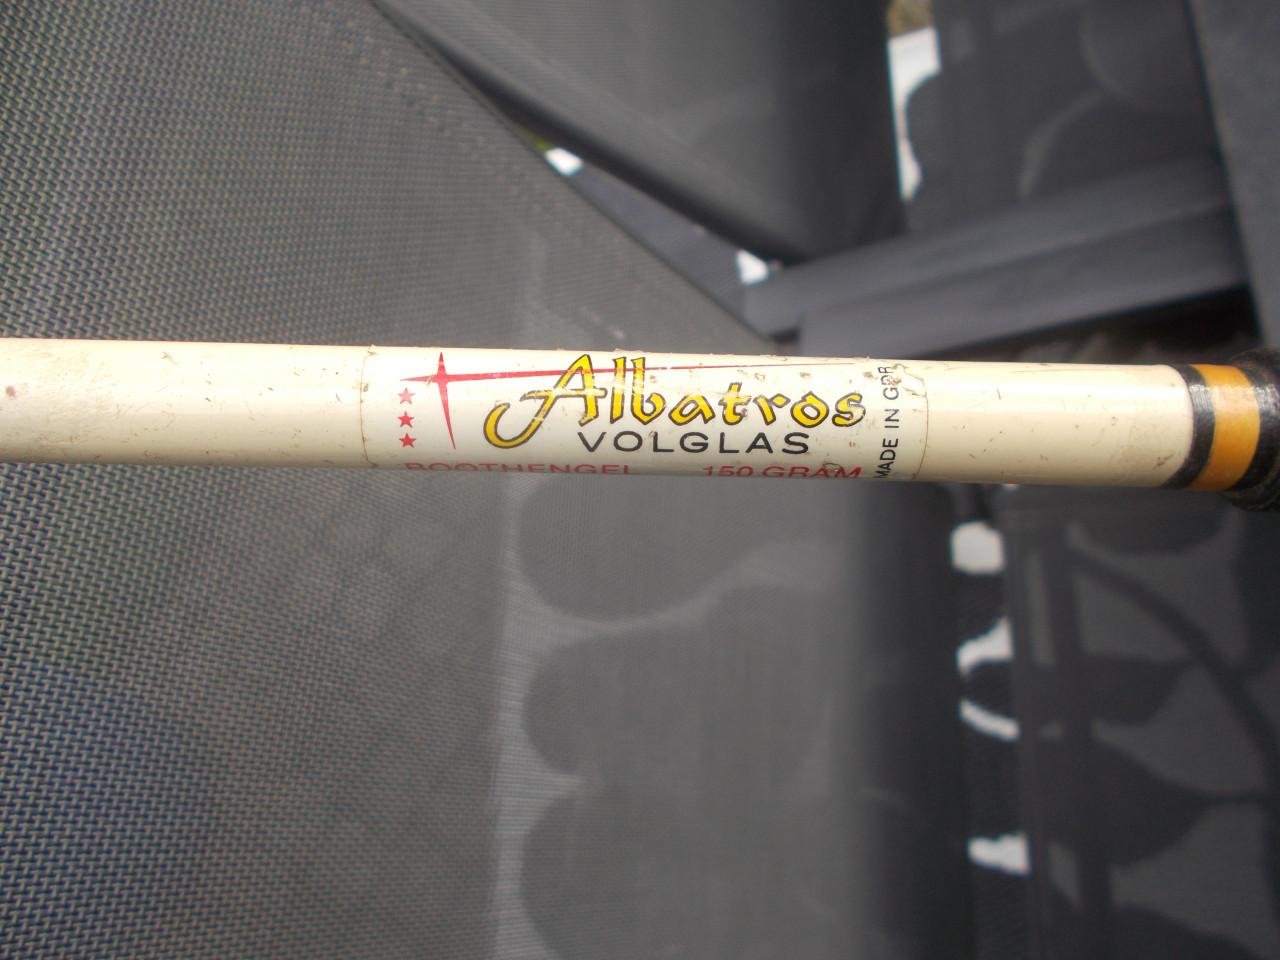 Albatros
VOLGLAS
BOOTHENGEL 150 GRAM
MADE IN GDR